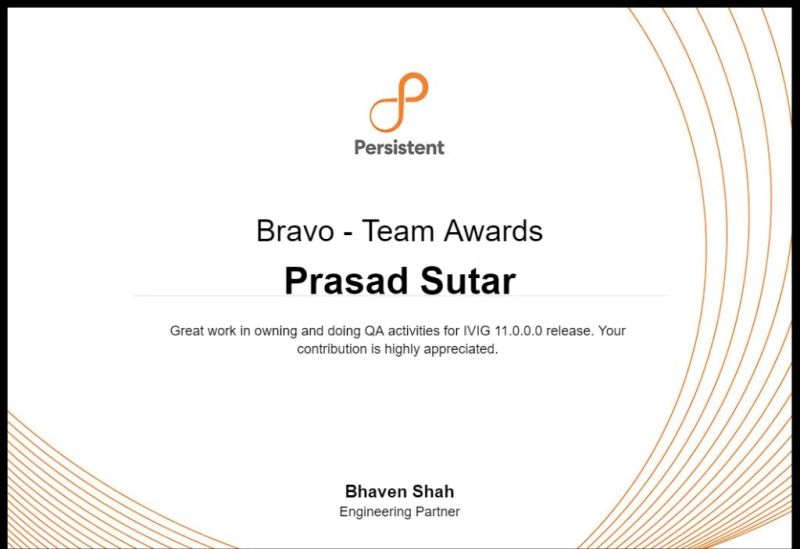 Persistent
Bravo - Team Awards
Prasad Sutar
Great work in owning and doing QA activities for IVIG 11.0.0.0 release. Your
contribution is highly appreciated.
Bhaven Shah
Engineering Partner